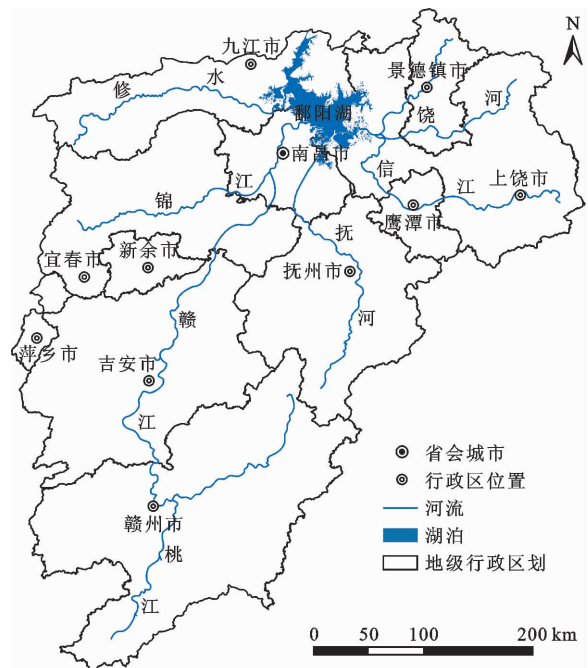 N
九江市
景德镇市
修水
饶河
鄱阳湖
南昌市
信江
上饶市
锦江
鹰潭市
抚河
宜春市
新余市
抚州市
赣江
萍乡市
吉安市
赣州市
桃江
省会城市
行政区位置
河流
湖泊
地级行政区划
0 50 100 200 km